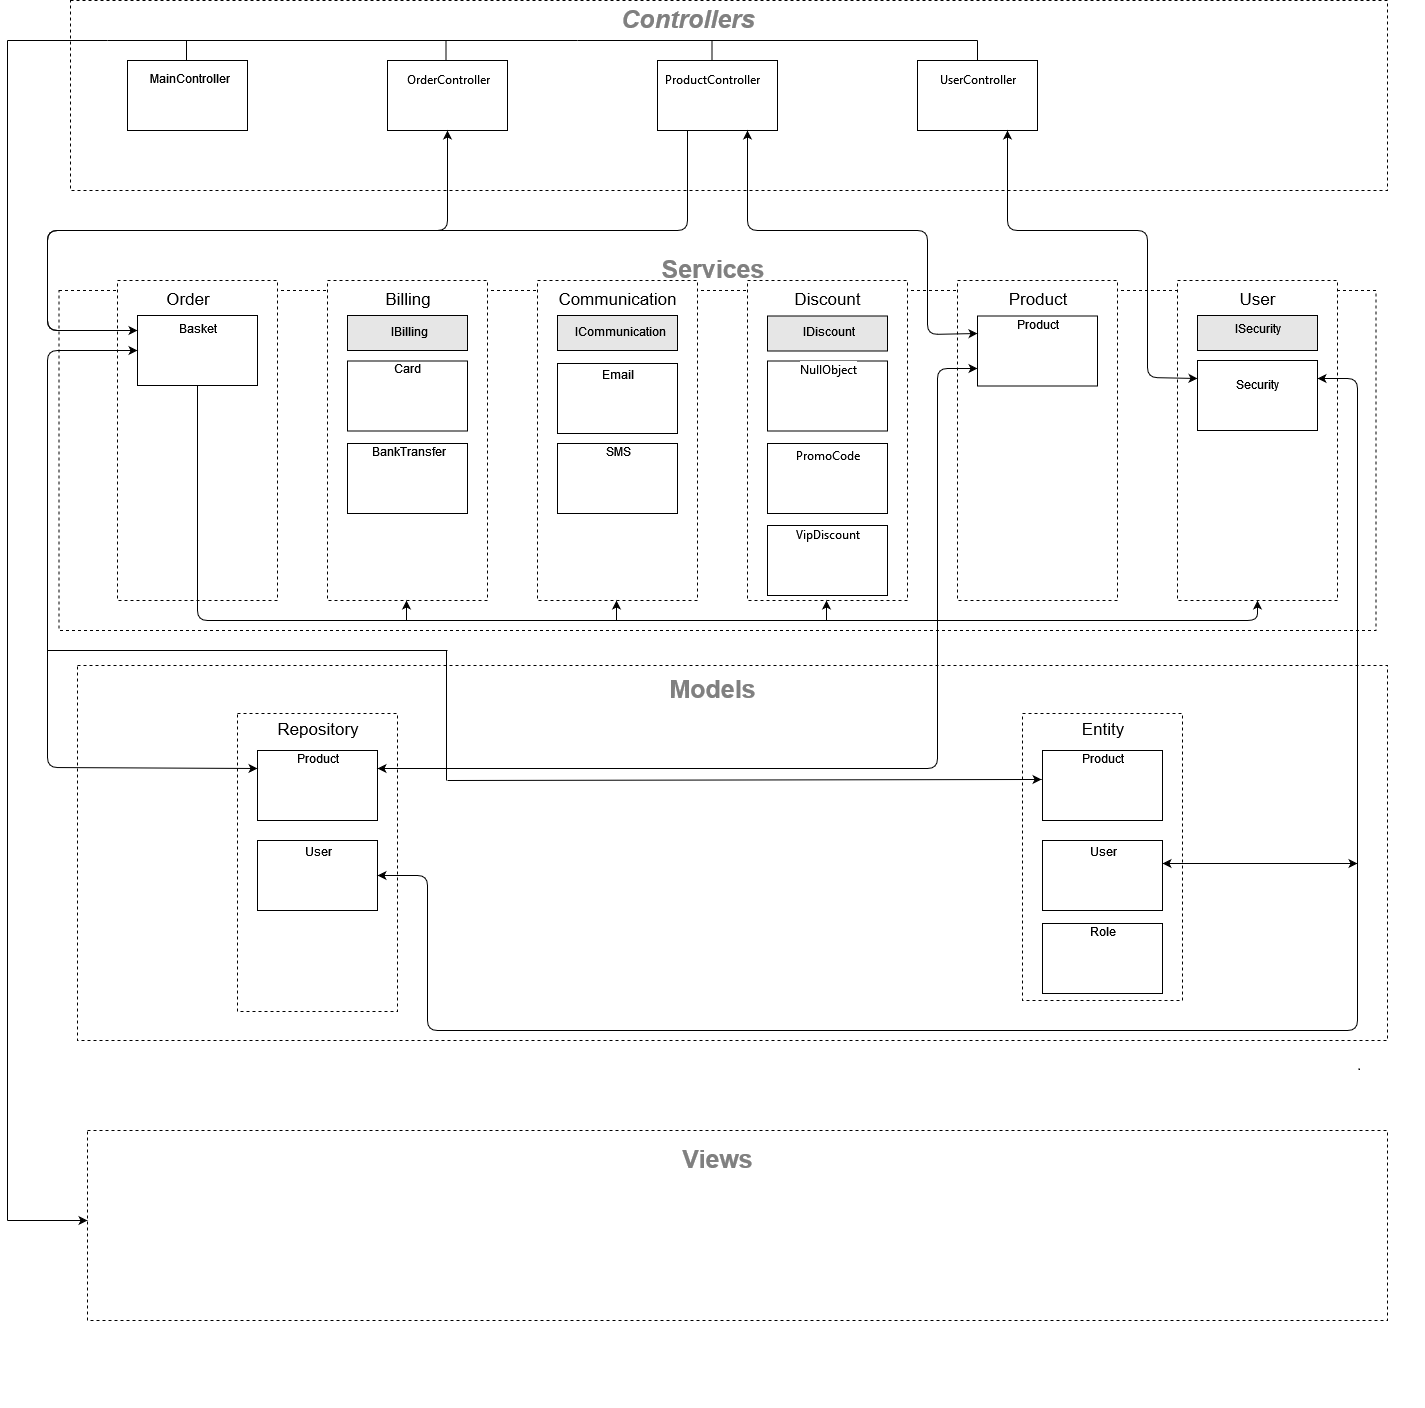 Controllers
MainController
OrderController
ProductController
UserController
Services
Order
Basket
Billing
IBilling
Card
BankTransfer
Communication
ICommunication
Email
SMS
Discount
IDiscount
NullObject
PromoCode
VipDiscount
Product
Product
User
ISecurity
Security
Models
Repository
Product
User
Entity
Product
User
Role
.
Views